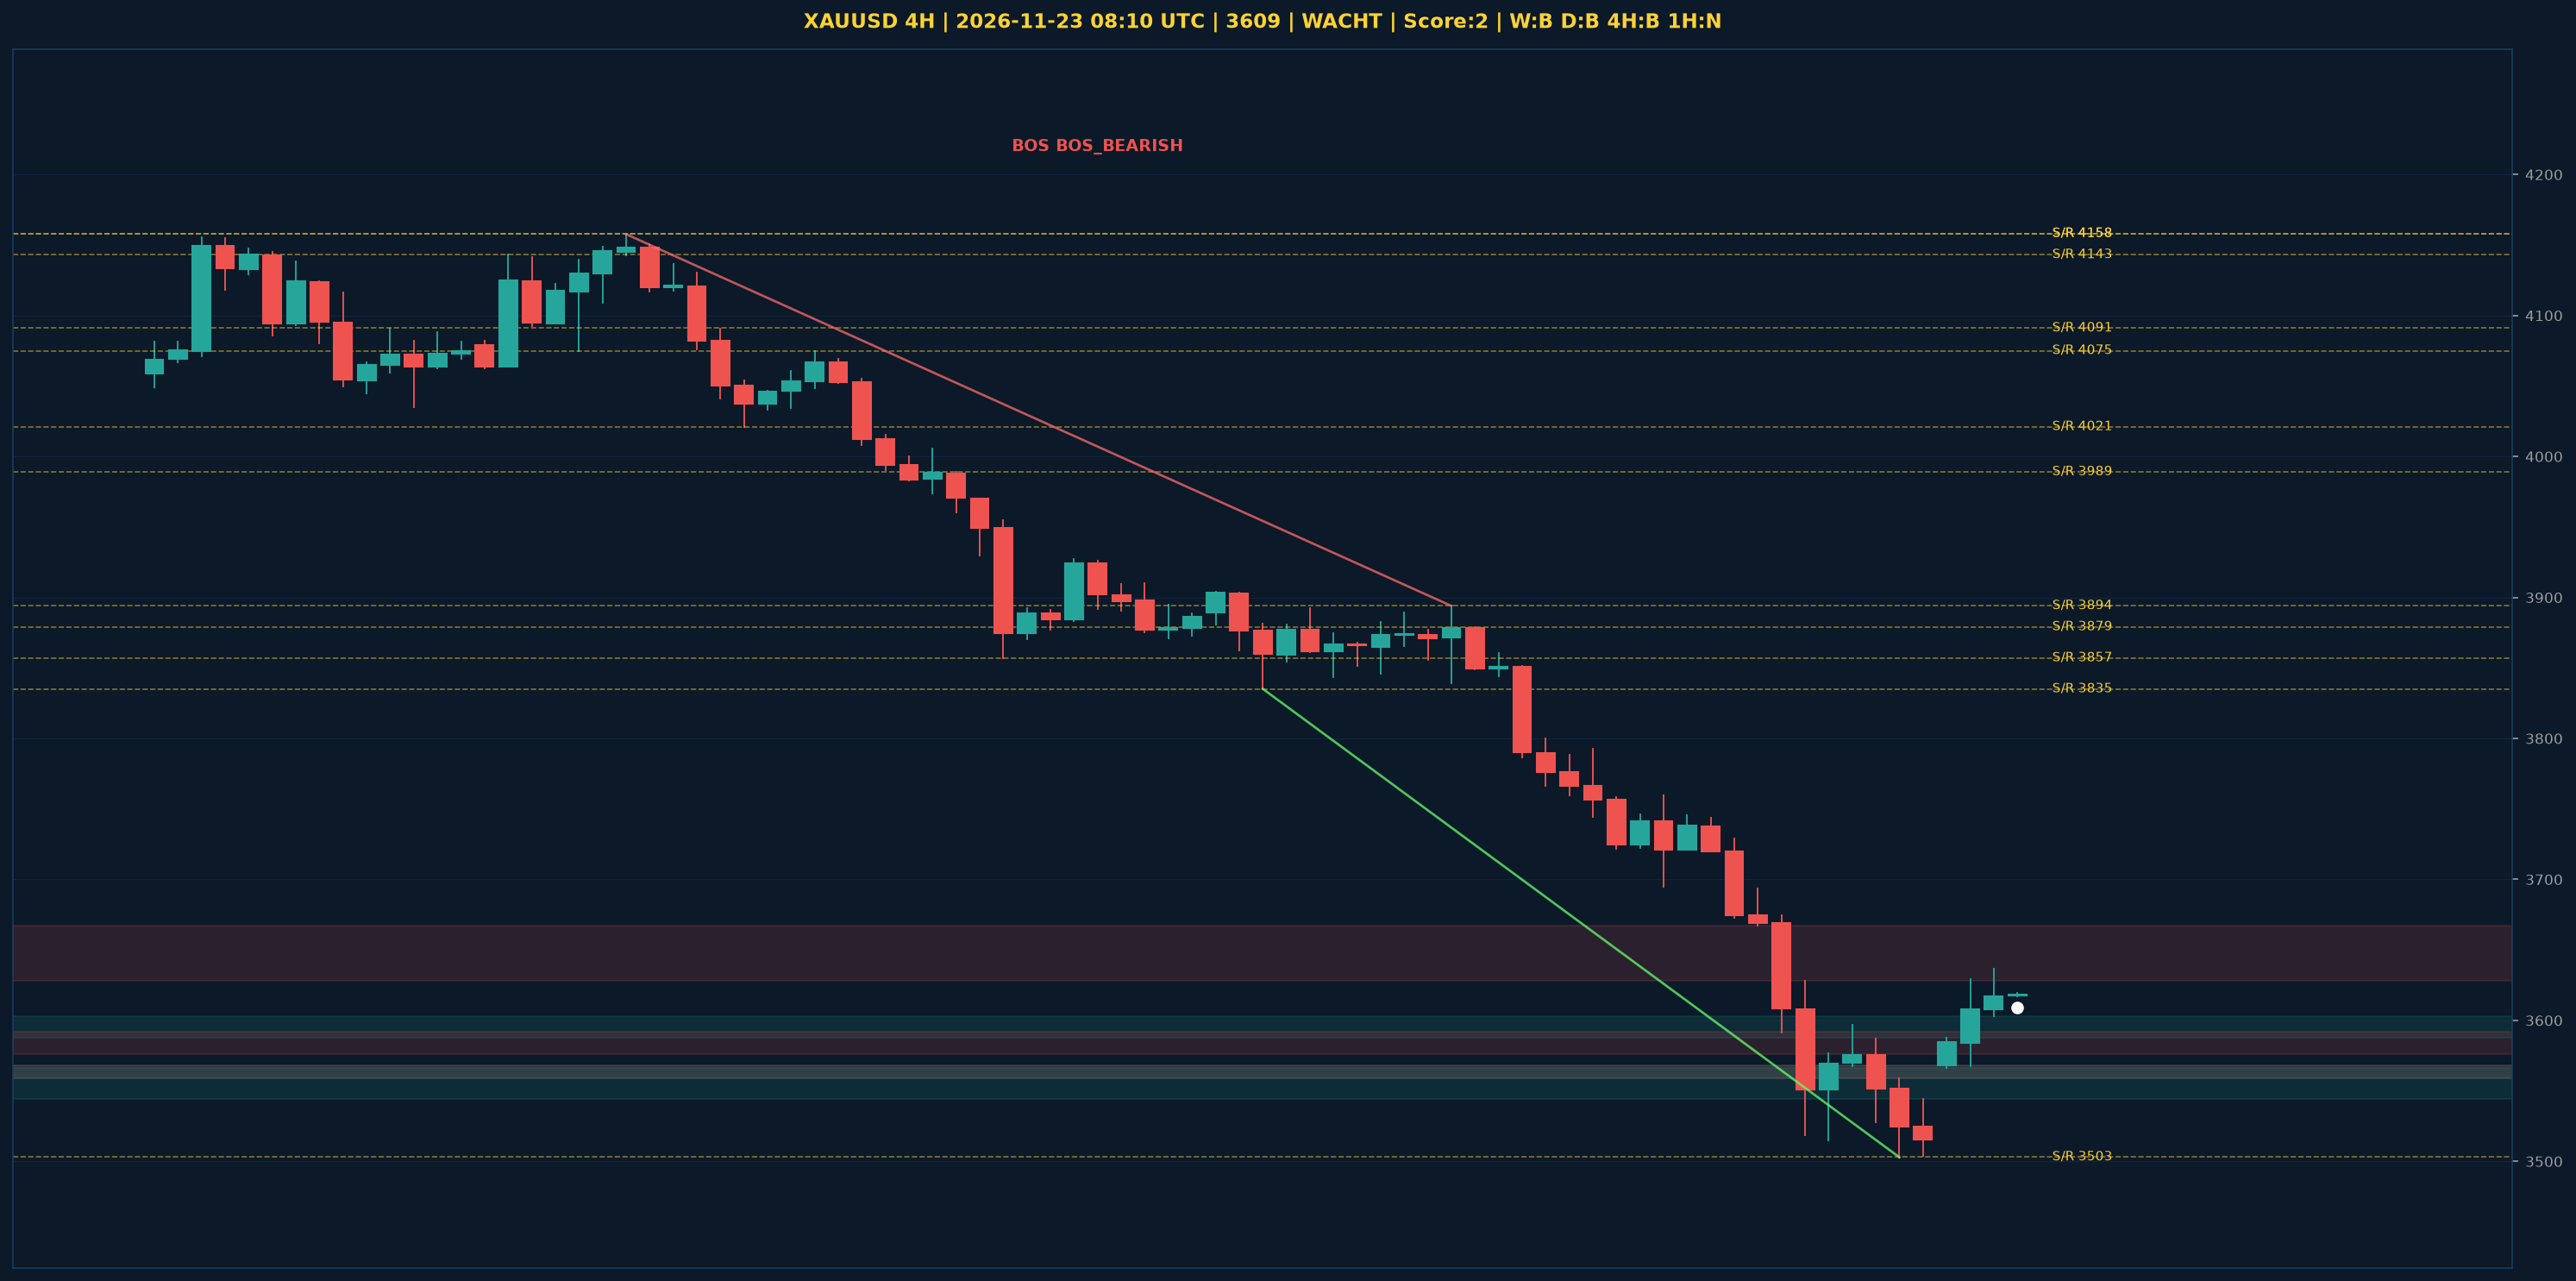 XAUUSD 4H | 2026-11-23 08:10 UTC | 3609 | WACHT | Score:2 | W:B D:B 4H:B 1H:N
BOS BOS_BEARISH
4200
S/R 4158
S/R 4143
4100
S/R 4091
S/R 4075
S/R 4021
4000
S/R 3989
3900
S/R 3894
S/R 3879
S/R 3857
S/R 3835
3800
3700
3600
S/R 3503
3500